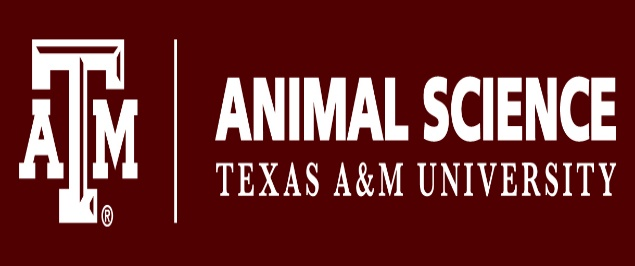 ATM®
ANIMAL SCIENCE
TEXAS A&M UNIVERSITY